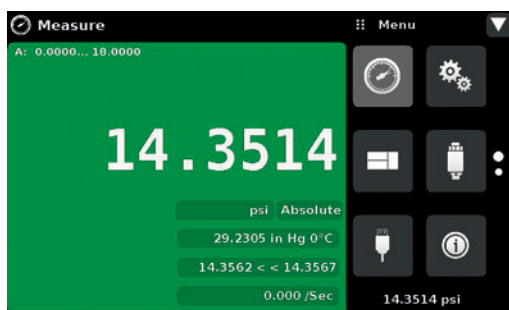 Measure
Menu
A: 0.0000... 18.0000
14.3514
psi Absolute
29.2305 in Hg 0°C
14.3562 < < 14.3567
0.000 /Sec
14.3514 psi